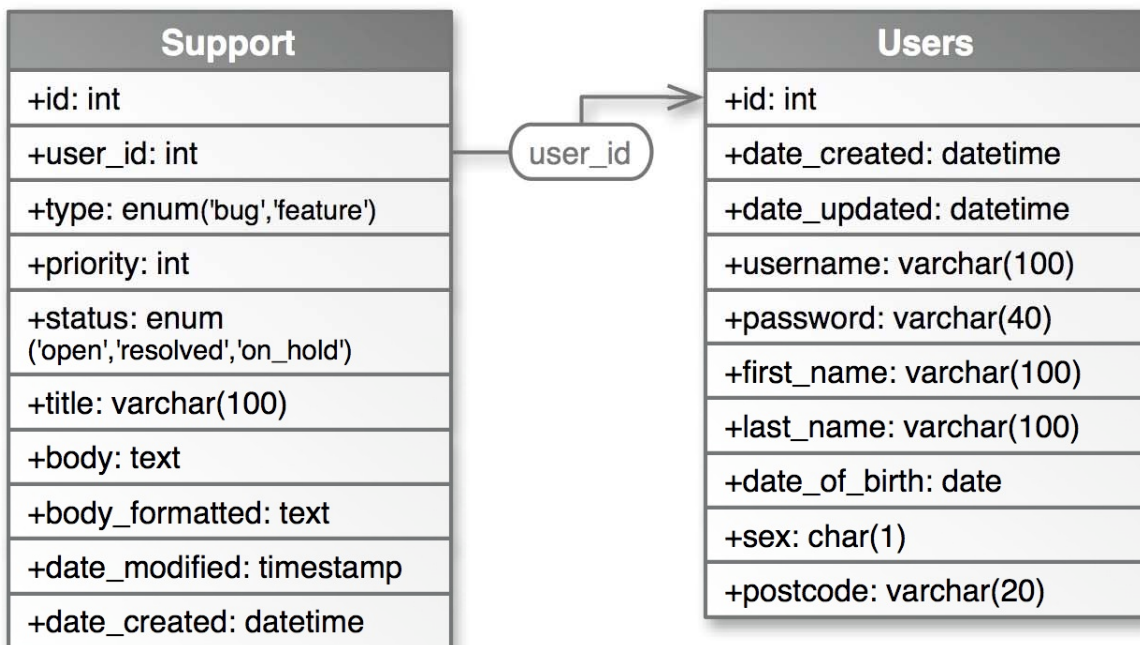 Support
+id: int
+user_id: int
+type: enum('bug','feature')
+priority: int
+status: enum
('open','resolved','on_hold')
+title: varchar(100)
+body: text
+body_formatted: text
+date_modified: timestamp
+date_created: datetime
user_id
Users
+id: int
+date_created: datetime
+date_updated: datetime
+username: varchar(100)
+password: varchar(40)
+first_name: varchar(100)
+last_name: varchar(100)
+date_of_birth: date
+sex: char(1)
+postcode: varchar(20)